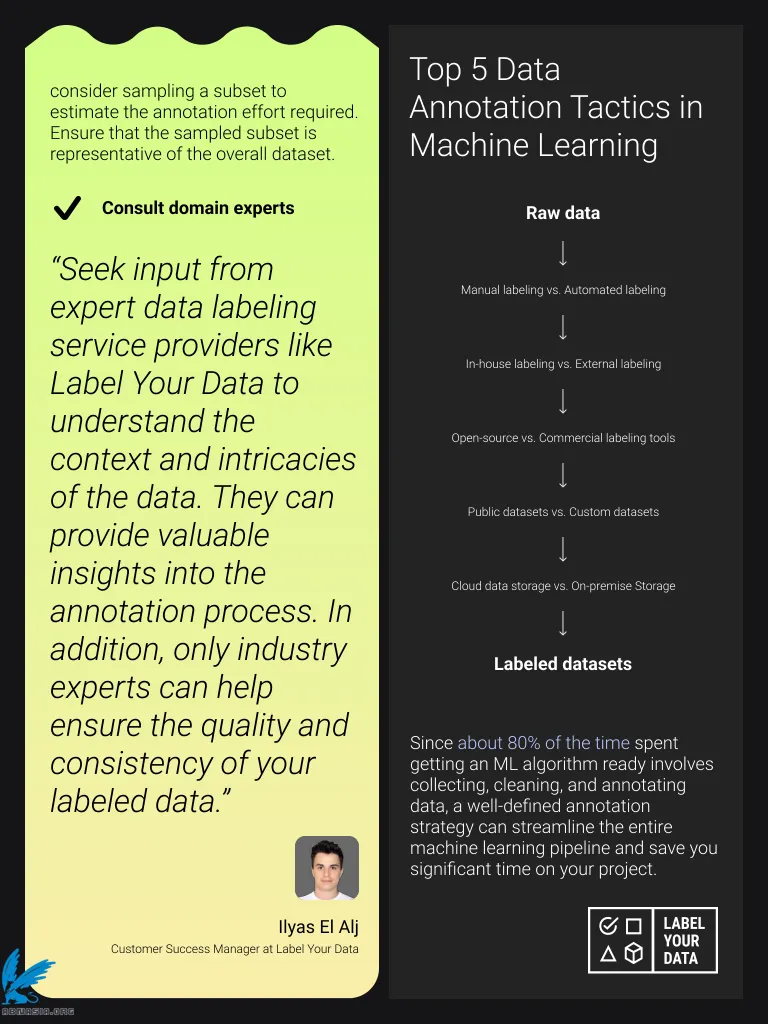 consider sampling a subset to
estimate the annotation effort required.
Ensure that the sampled subset is
representative of the overall dataset.
Consult domain experts
“Seek input from
expert data labeling
service providers like
Label Your Data to
understand the
context and intricacies
of the data. They can
provide valuable
insights into the
annotation process. In
addition, only industry
experts can help
ensure the quality and
consistency of your
labeled data.”
Ilyas El Alj
Customer Success Manager at Label Your Data
ABNASIA.ORG
Top 5 Data
Annotation Tactics in
Machine Learning
Raw data
Manual labeling vs. Automated labeling
In-house labeling vs. External labeling
Open-source vs. Commercial labeling tools
Public datasets vs. Custom datasets
Cloud data storage vs. On-premise Storage
Labeled datasets
Since about 80% of the time spent
getting an ML algorithm ready involves
collecting, cleaning, and annotating
data, a well-defined annotation
strategy can streamline the entire
machine learning pipeline and save you
significant time on your project.
LABEL
YOUR
DATA